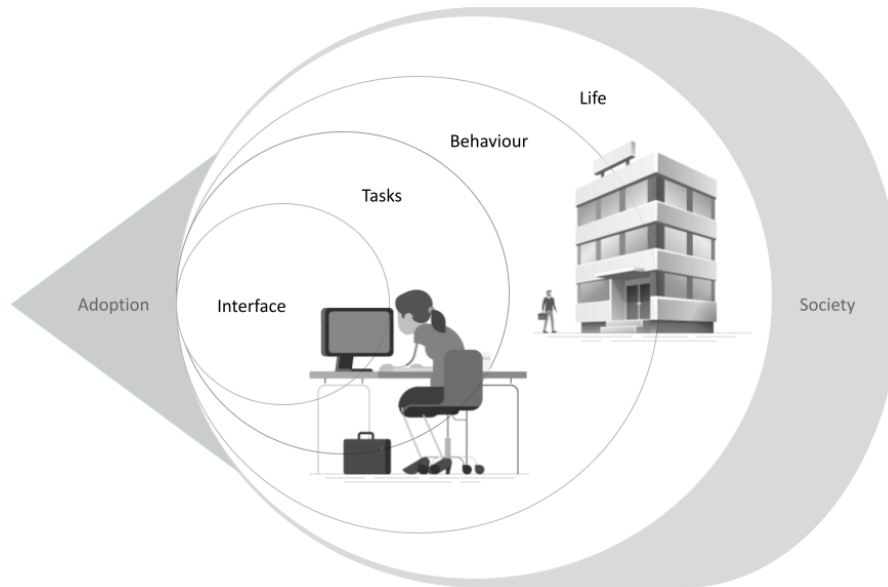 Life
Behaviour
Tasks
Adoption
Interface
Society